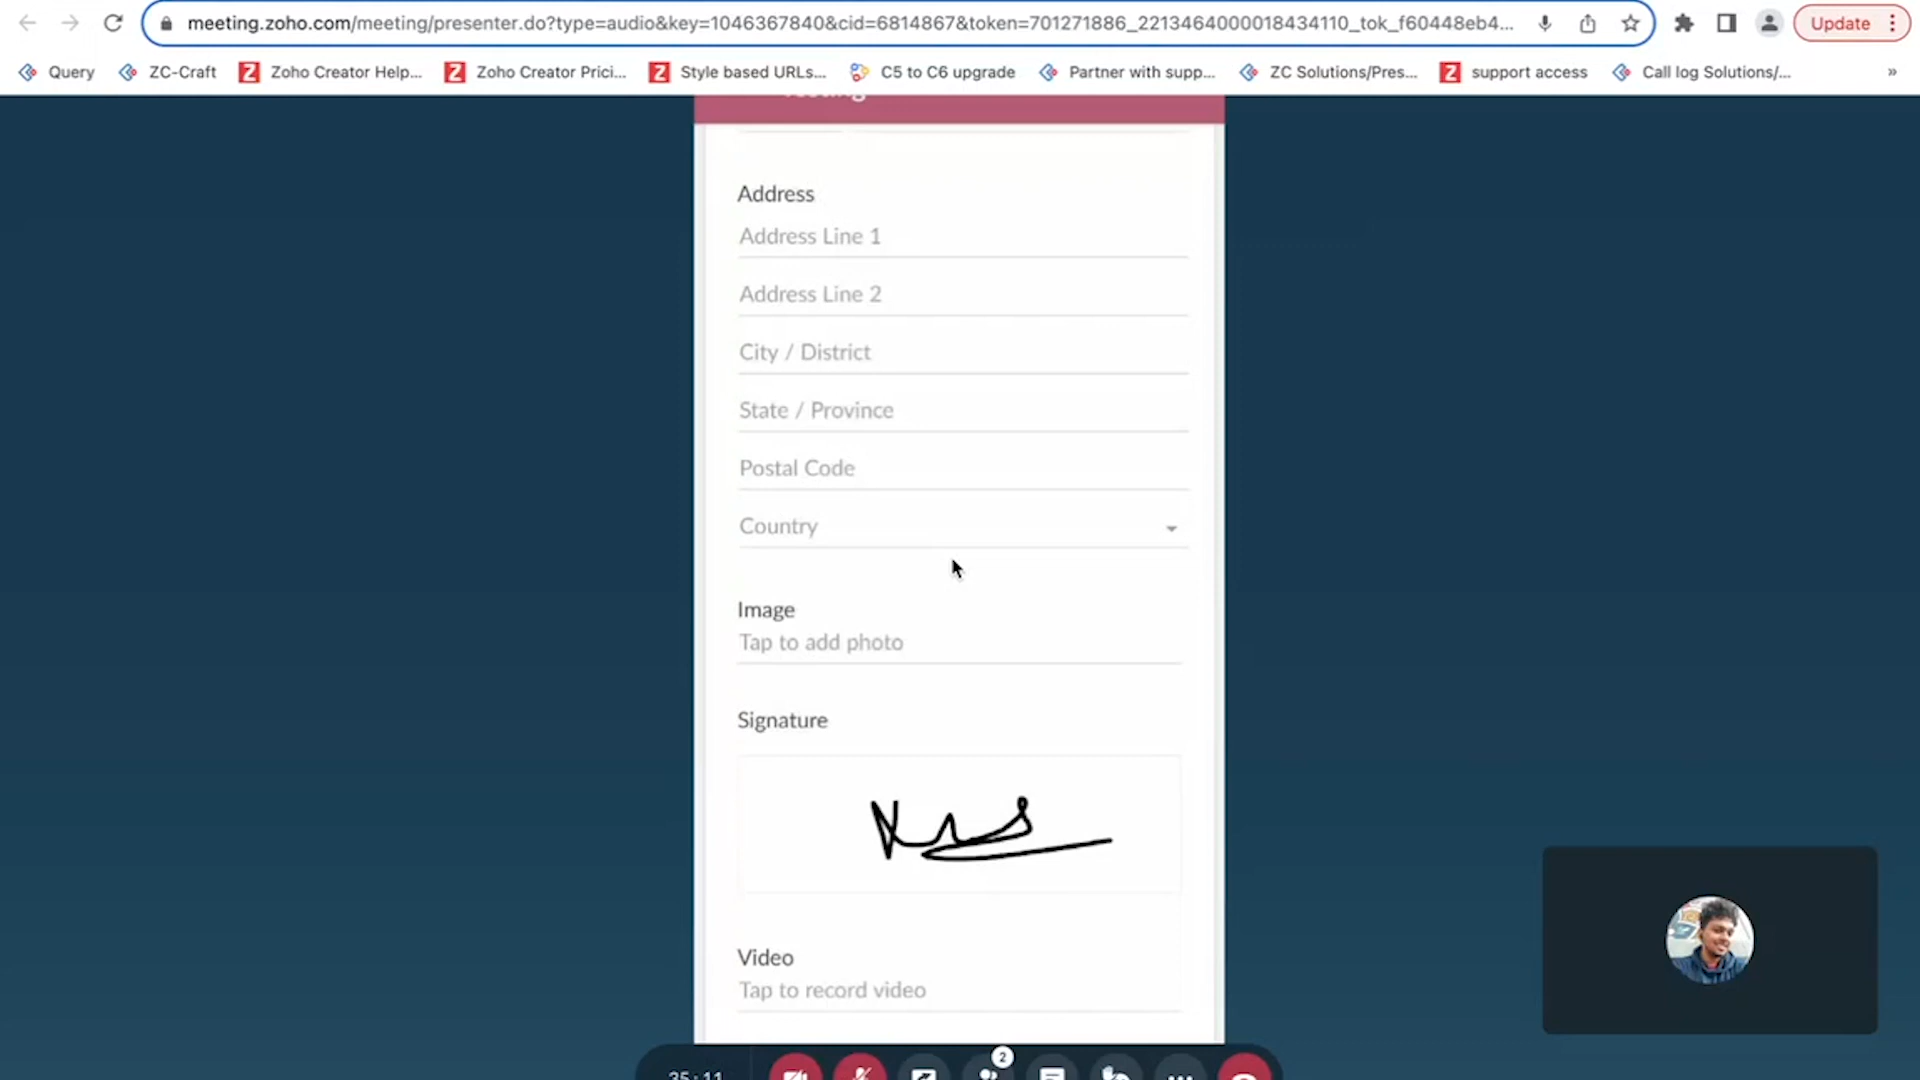 meeting.zoho.com/meeting/presenter.do?type=audio&key=1046367840&cid=6814867&token=701271886_2213464000018434110_tok_f60448eb4...
Update
Query
ZC-Craft
Zoho Creator Help...
Zoho Creator Prici...
Style based URLs...
C5 to C6 upgrade
Partner with supp...
ZC Solutions/Pres...
support access
Call log Solutions/...
»
Address
Address Line 1
Address Line 2
City / District
State / Province
Postal Code
Country
Image
Tap to add photo
Signature
Video
Tap to record video
2
35:11